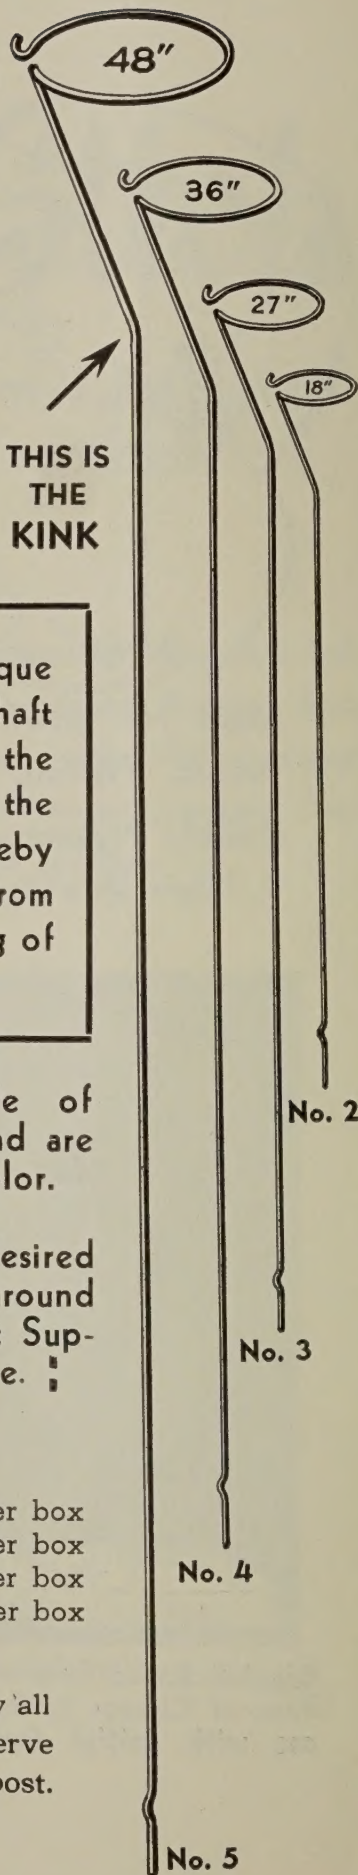 48"
36"
27"
18"
THIS IS
THE
KINK
que
haft
the
the
eby
rom
g of
e of
nd are
lor.
esired
round
Sup-
e.
er box
er box
er box
er box
all
erve
post.
No. 2
No. 3
No. 4
No. 5